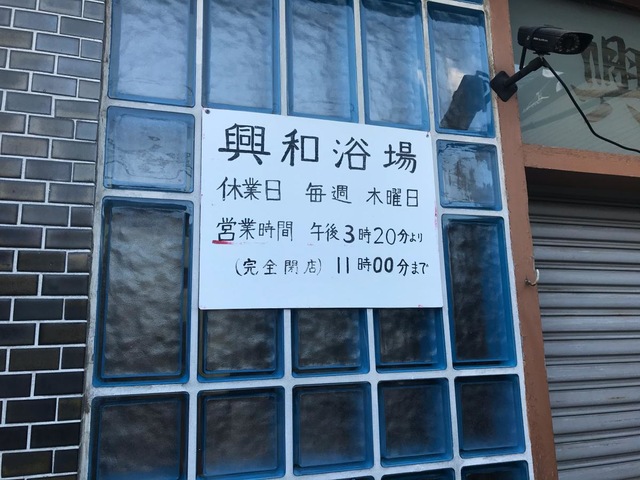 興和浴場
休業日 毎週 木曜日
営業時間 午後3時20分より
(完全閉店) 11時00分まで